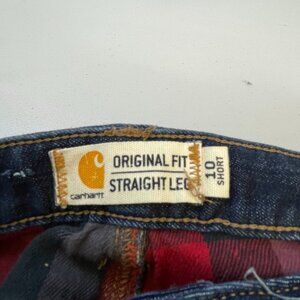 carhartt
ORIGINAL FIT
STRAIGHT LEG
10
SHORT